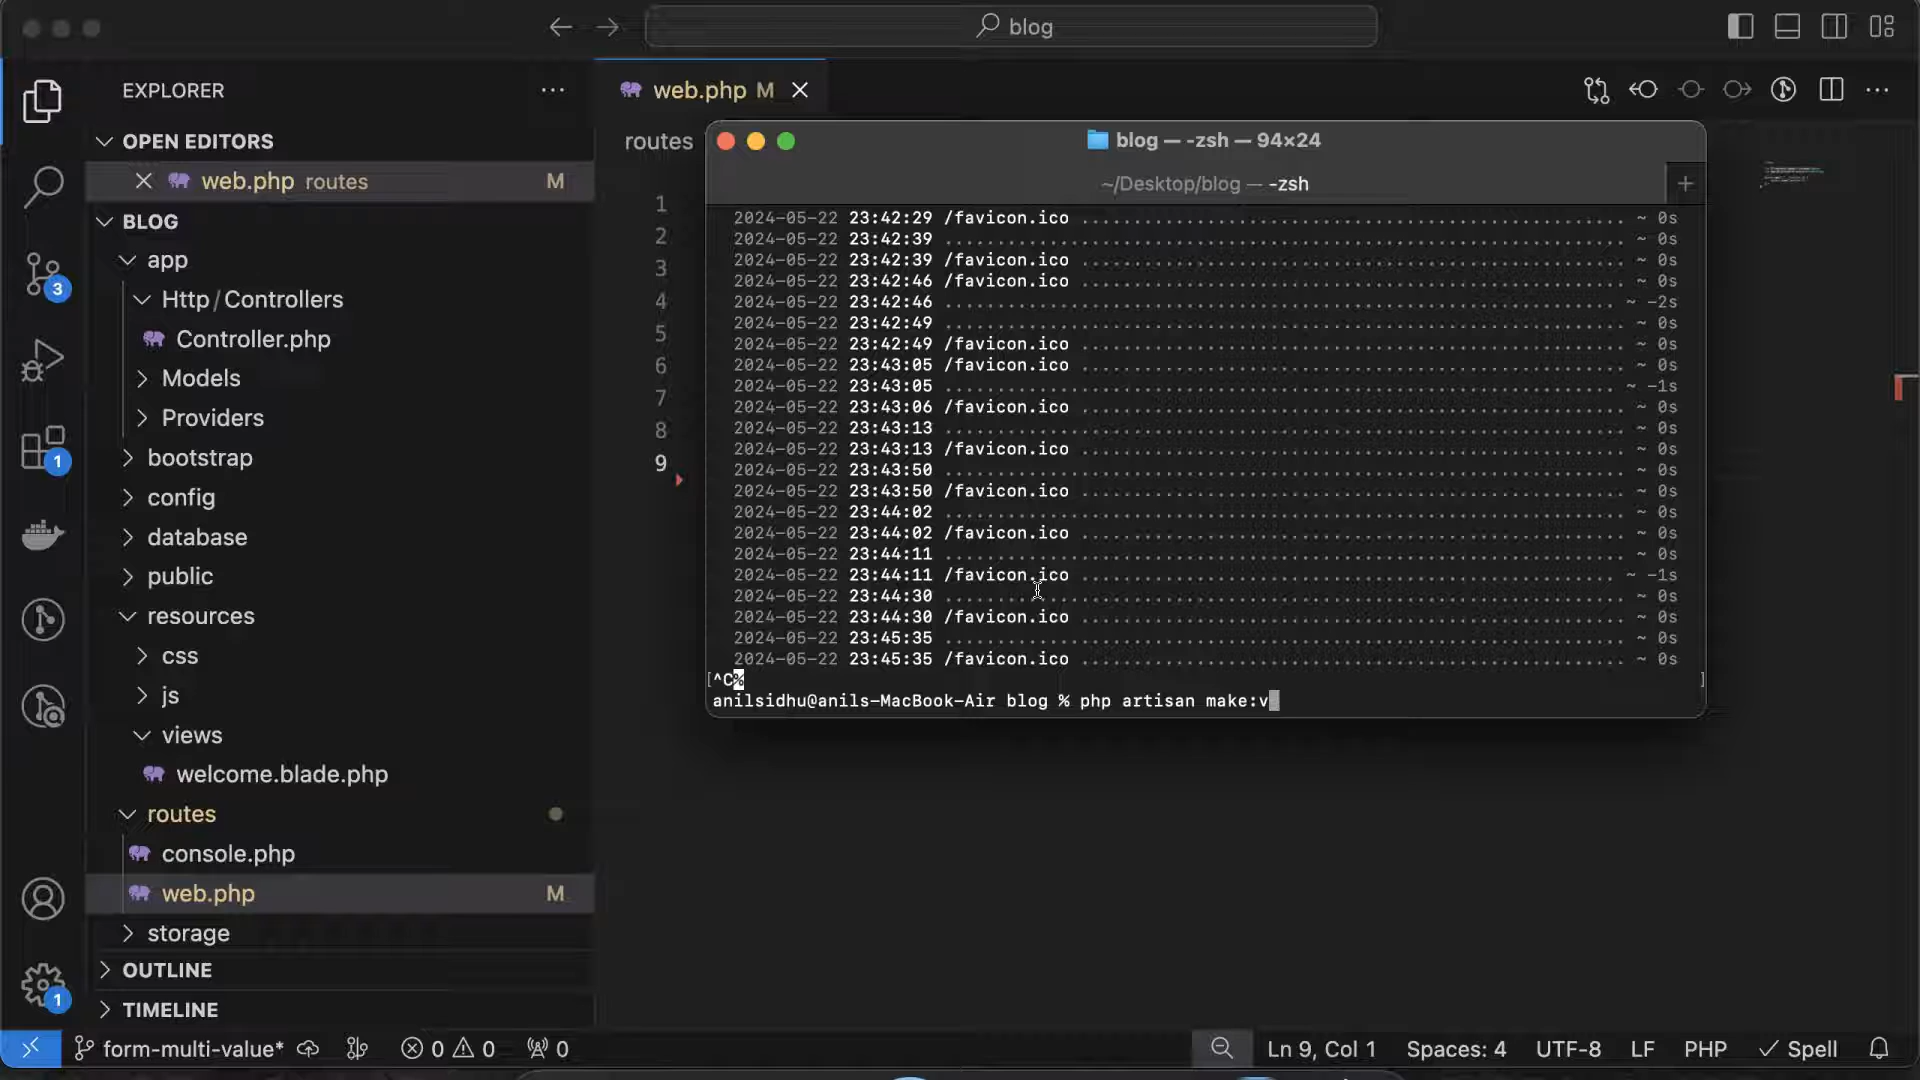 blog
EXPLORER
OPEN EDITORS
web.php routes M
BLOG
app
Http/Controllers
Controller.php
Models
Providers
bootstrap
config
database
public
resources
css
js
views
welcome.blade.php
routes
console.php
web.php M
storage
OUTLINE
TIMELINE
3
1
1
web.php M
routes
1
2
3
4
5
6
7
8
9
blog — -zsh — 94×24
~/Desktop/blog — -zsh
2024-05-22 23:42:29 /favicon.ico ................................................ ~ 0s
2024-05-22 23:42:39 ............................................................. ~ 0s
2024-05-22 23:42:39 /favicon.ico ................................................ ~ 0s
2024-05-22 23:42:46 /favicon.ico ................................................ ~ 0s
2024-05-22 23:42:46 ............................................................ ~ -2s
2024-05-22 23:42:49 ............................................................. ~ 0s
2024-05-22 23:42:49 /favicon.ico ................................................ ~ 0s
2024-05-22 23:43:05 /favicon.ico ................................................ ~ 0s
2024-05-22 23:43:05 ............................................................ ~ -1s
2024-05-22 23:43:06 /favicon.ico ................................................ ~ 0s
2024-05-22 23:43:13 ............................................................. ~ 0s
2024-05-22 23:43:13 /favicon.ico ................................................ ~ 0s
2024-05-22 23:43:50 ............................................................. ~ 0s
2024-05-22 23:43:50 /favicon.ico ................................................ ~ 0s
2024-05-22 23:44:02 ............................................................. ~ 0s
2024-05-22 23:44:02 /favicon.ico ................................................ ~ 0s
2024-05-22 23:44:11 ............................................................. ~ 0s
2024-05-22 23:44:11 /favicon.ico ............................................... ~ -1s
2024-05-22 23:44:30 ............................................................. ~ 0s
2024-05-22 23:44:30 /favicon.ico ................................................ ~ 0s
2024-05-22 23:45:35 ............................................................. ~ 0s
2024-05-22 23:45:35 /favicon.ico ................................................ ~ 0s
[^C% ]
anilsidhu@anils-MacBook-Air blog % php artisan make:v
form-multi-value* 0 0 0 Ln 9, Col 1 Spaces: 4 UTF-8 LF PHP Spell